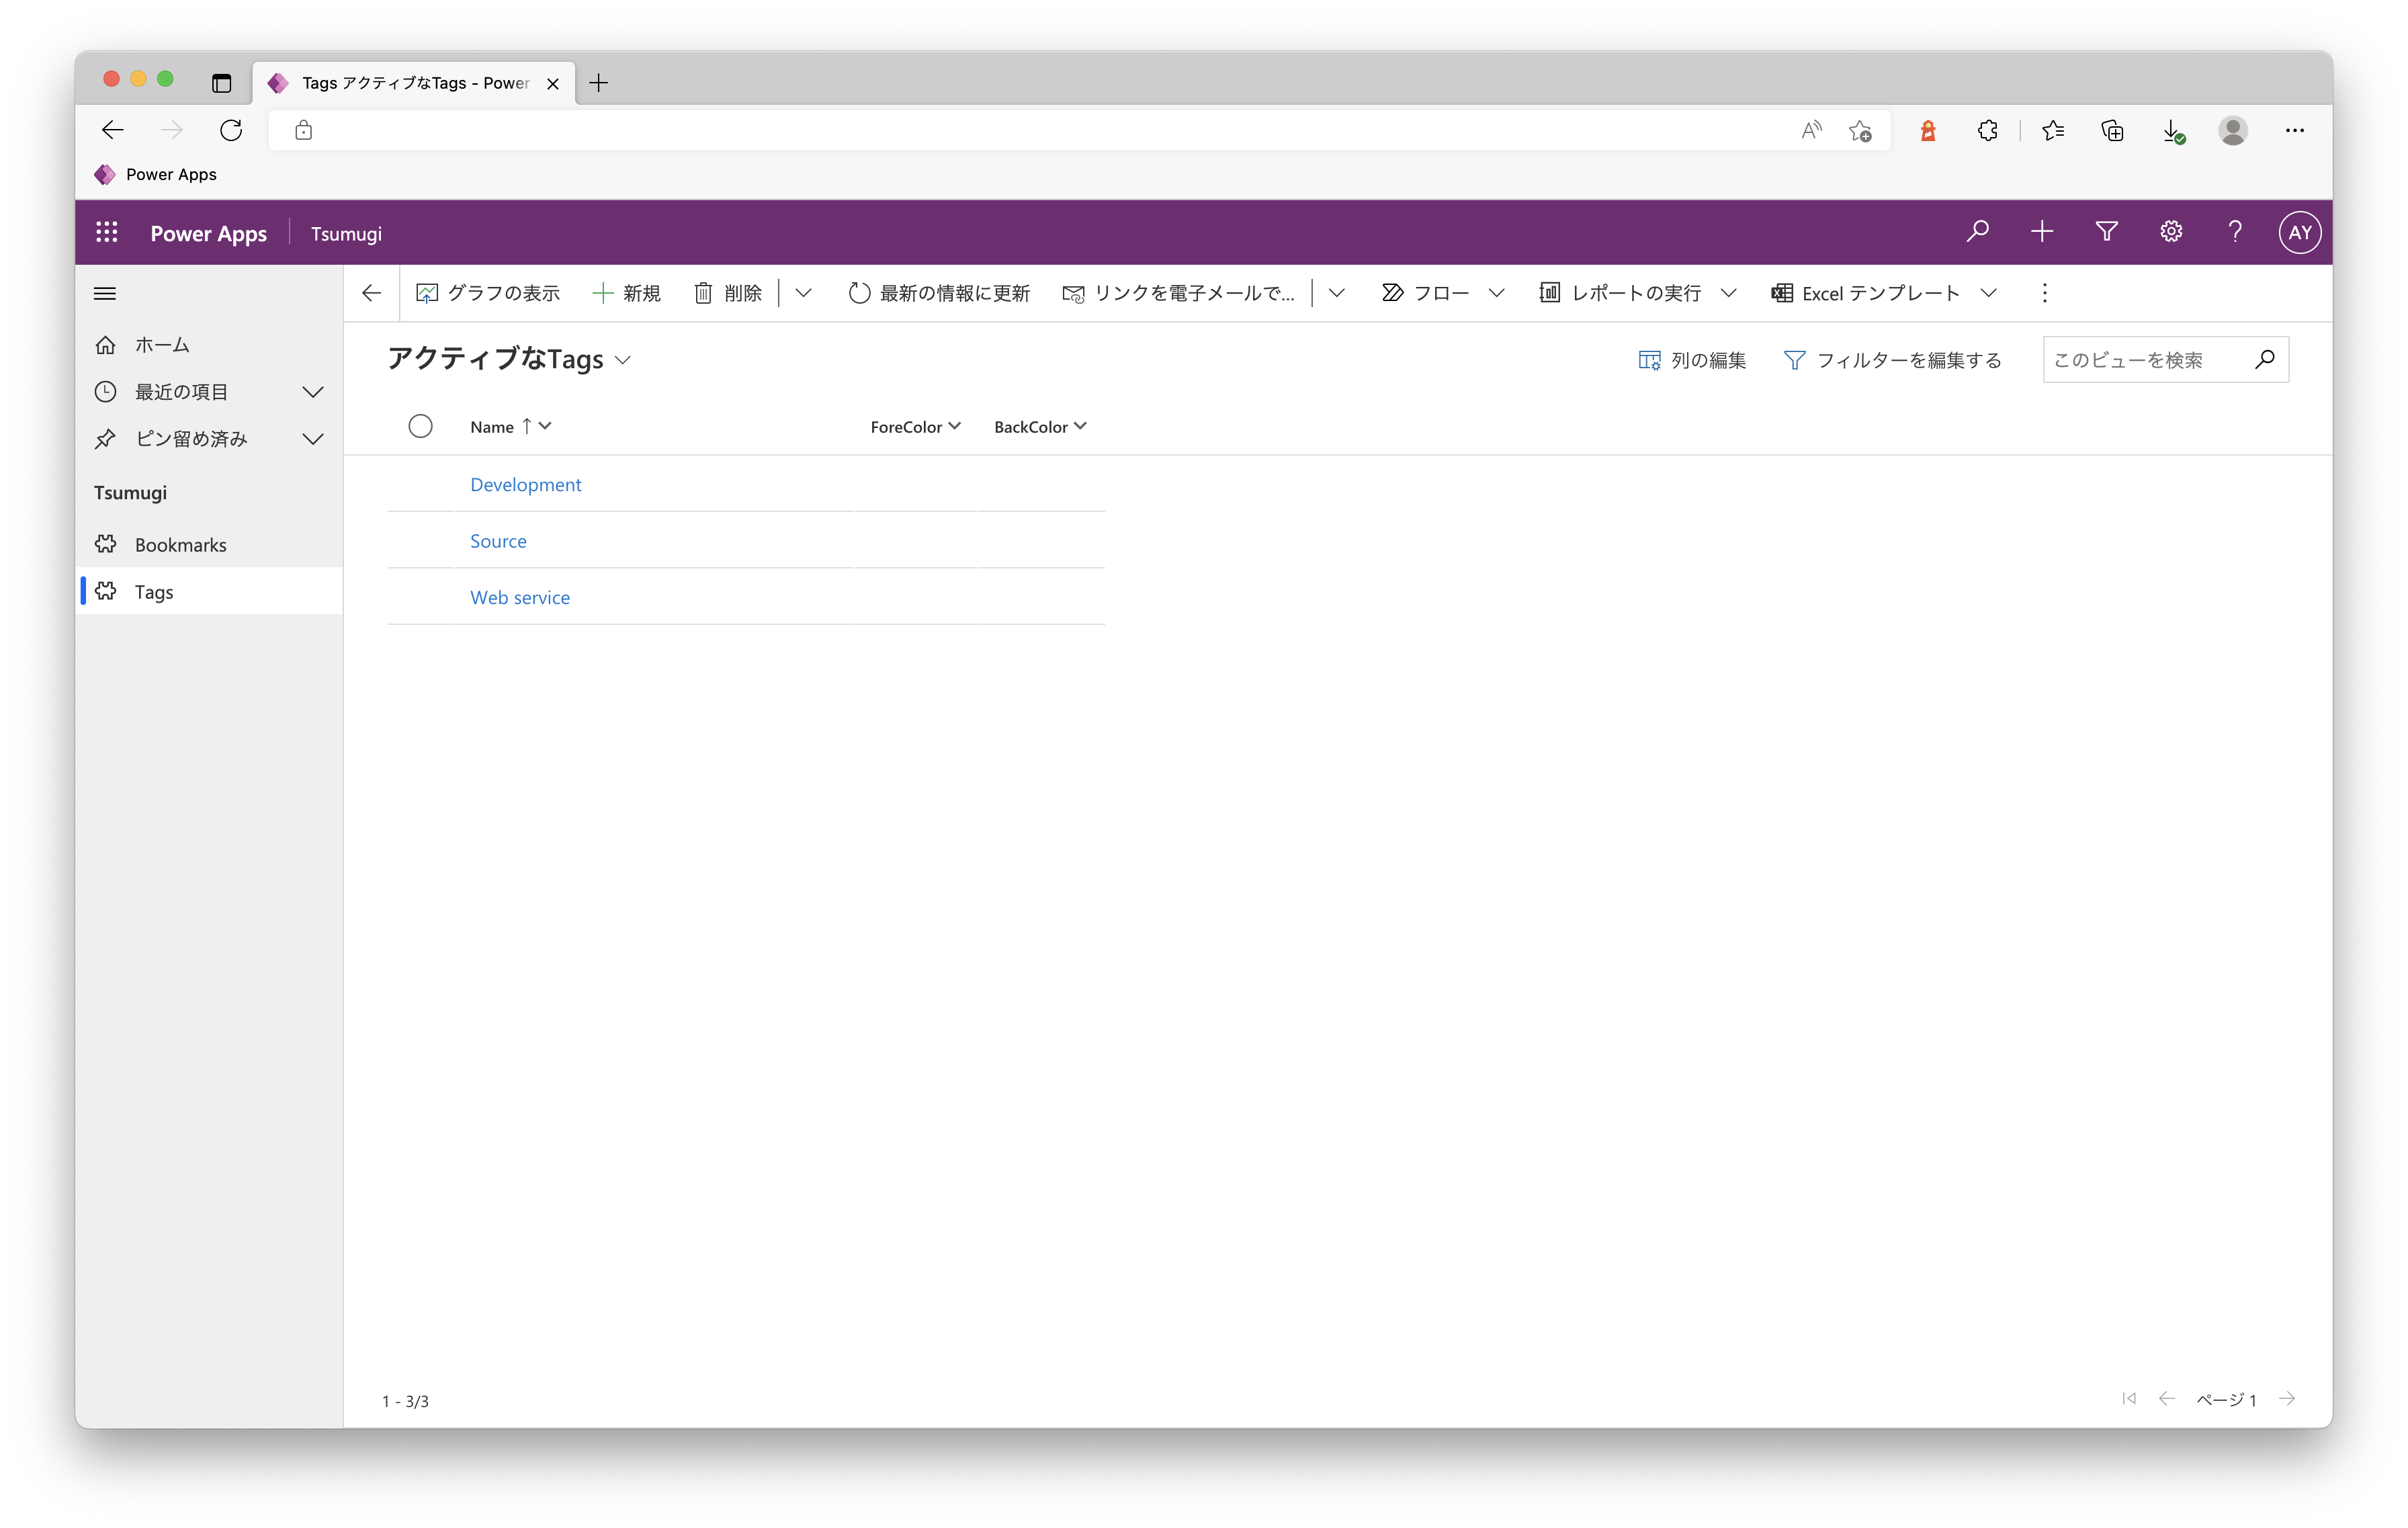 Tags アクティブなTags - Power
Power Apps
Power Apps Tsumugi AY
グラフの表示 新規 削除 最新の情報に更新 リンクを電子メールで... フロー レポートの実行 Excel テンプレート
ホーム
最近の項目
ピン留め済み
Tsumugi
Bookmarks
Tags
アクティブなTags 列の編集 フィルターを編集する このビューを検索
Name ForeColor BackColor
Development
Source
Web service
1 - 3/3 ページ 1